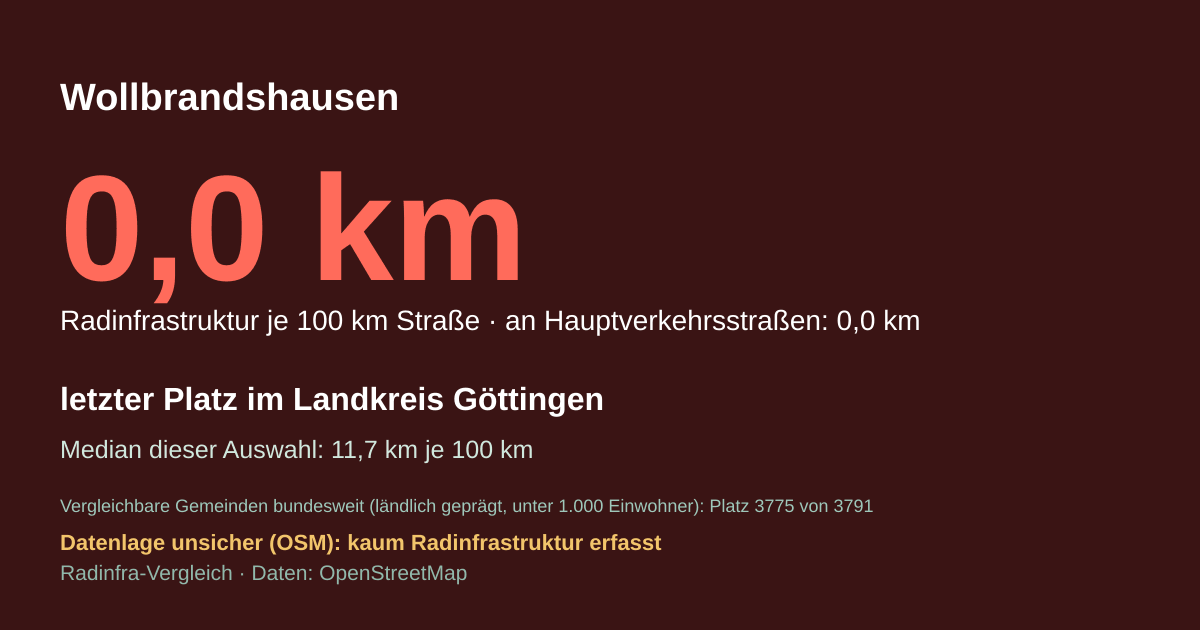 Wollbrandshausen
0,0 km
Radinfrastruktur je 100 km Straße · an Hauptverkehrsstraßen: 0,0 km
letzter Platz im Landkreis Göttingen
Median dieser Auswahl: 11,7 km je 100 km
Vergleichbare Gemeinden bundesweit (ländlich geprägt, unter 1.000 Einwohner): Platz 3775 von 3791
Datenlage unsicher (OSM): kaum Radinfrastruktur erfasst
Radinfra-Vergleich · Daten: OpenStreetMap